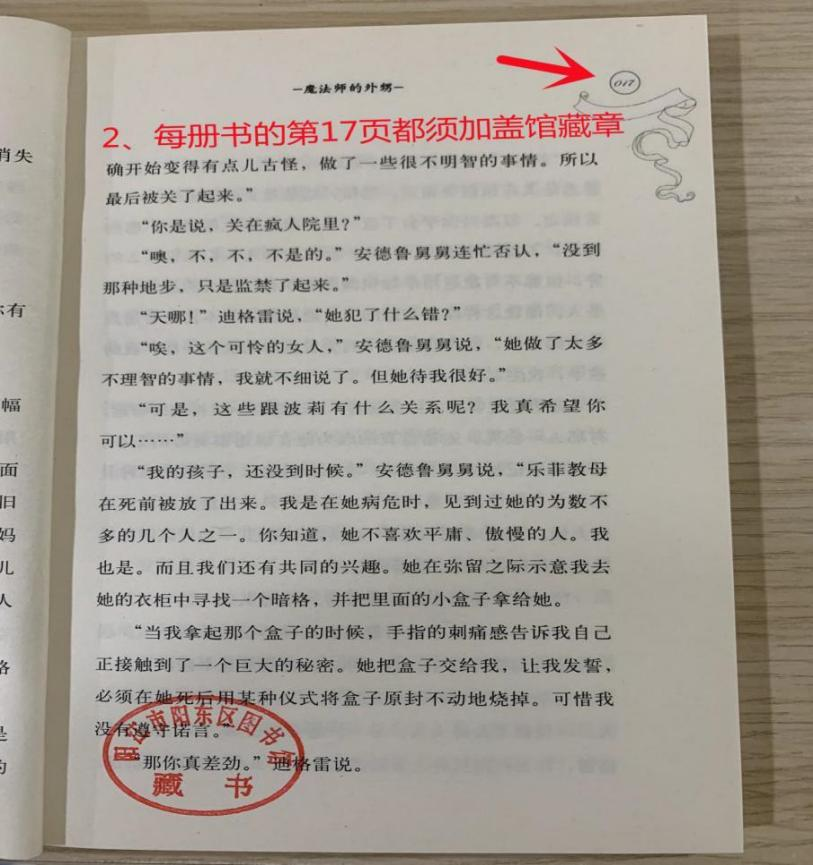 017
—魔法师的外甥—
2、每册书的第17页都须加盖馆藏章
确开始变得有点儿古怪，做了一些很不明智的事情。所以
最后被关了起来。”
“你是说，关在疯人院里？”
“噢，不，不，不是的。”安德鲁舅舅连忙否认，“没到
那种地步，只是监禁了起来。”
“天哪！”迪格雷说，“她犯了什么错？”
“唉，这个可怜的女人，”安德鲁舅舅说，“她做了太多
不理智的事情，我就不细说了。但她待我很好。”
“可是，这些跟波莉有什么关系呢？我真希望你
可以……”
“我的孩子，还没到时候。”安德鲁舅舅说，“乐菲教母
在死前被放了出来。我是在她病危时，见到过她的为数不
多的几个人之一。你知道，她不喜欢平庸、傲慢的人。我
也是。而且我们还有共同的兴趣。她在弥留之际示意我去
她的衣柜中寻找一个暗格，并把里面的小盒子拿给她。
“当我拿起那个盒子的时候，手指的刺痛感告诉我自己
正接触到了一个巨大的秘密。她把盒子交给我，让我发誓，
必须在她死后用某种仪式将盒子原封不动地烧掉。可惜我
没有遵守诺言。”
“那你真差劲。”迪格雷说。
阳江市阳东区图书馆
藏 书
消失
你有
幅
面
旧
妈
儿
人
格
是
的